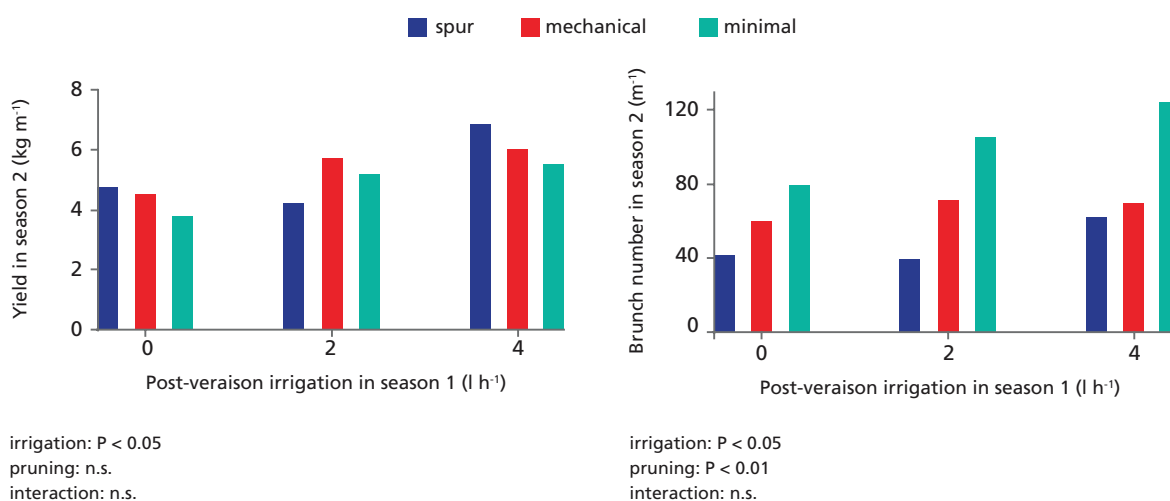 spur mechanical minimal
Yield in season 2 (kg m⁻¹)
8
6
4
2
0
0 2 4
Post-veraison irrigation in season 1 (l h⁻¹)
irrigation: P < 0.05
pruning: n.s.
interaction: n.s.
Brunch number in season 2 (m⁻¹)
120
80
40
0
0 2 4
Post-veraison irrigation in season 1 (l h⁻¹)
irrigation: P < 0.05
pruning: P < 0.01
interaction: n.s.